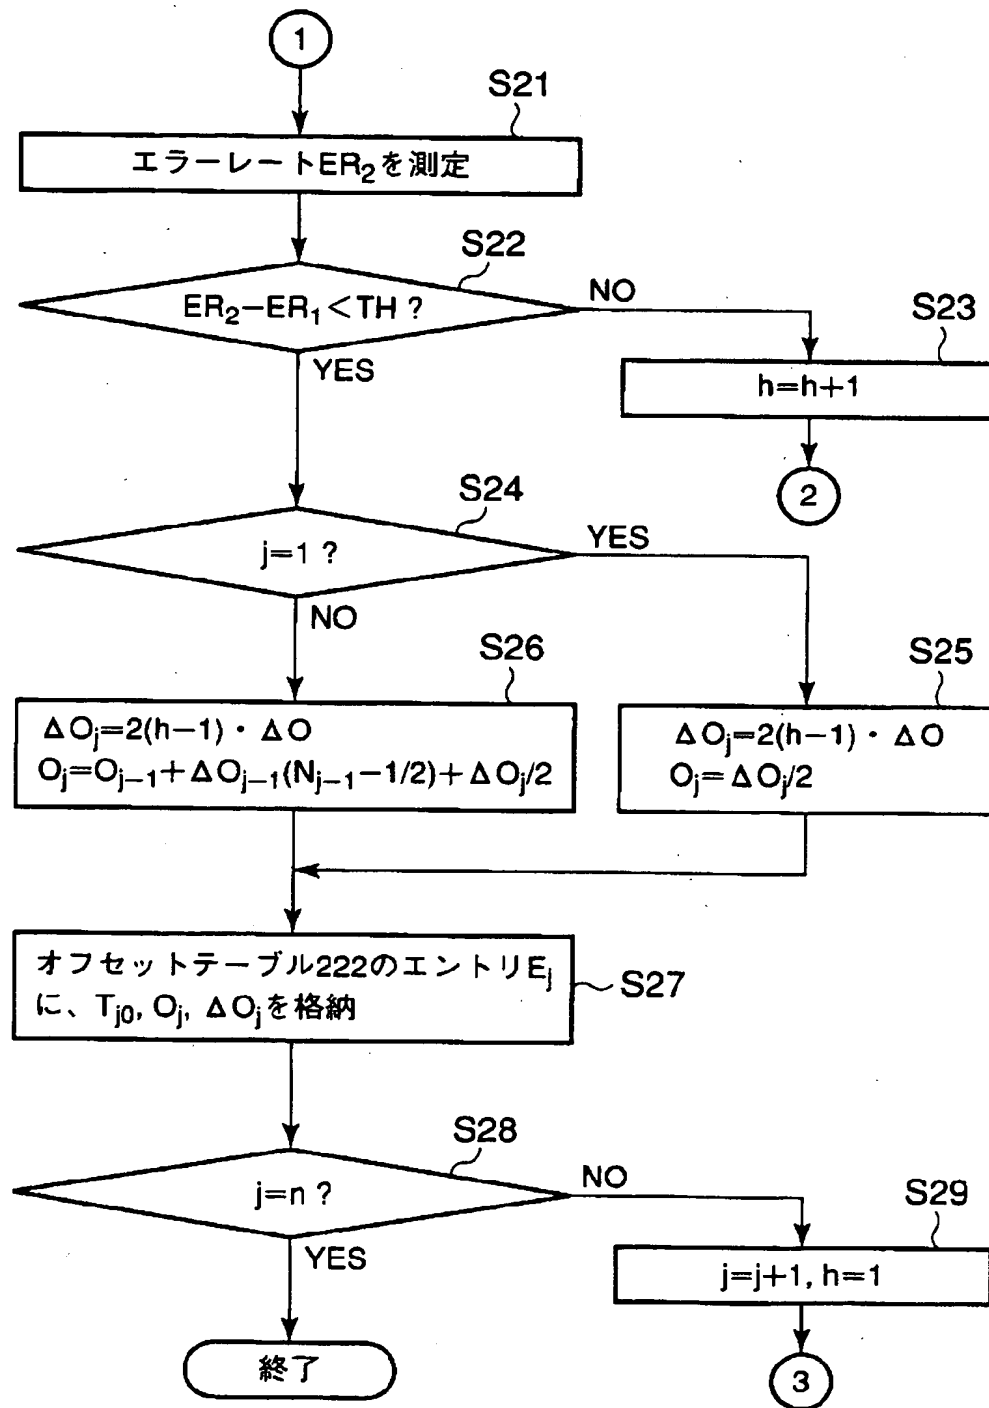 1
S21
エラーレートER₂を測定
S22
ER₂−ER₁<TH ?
NO
YES
S23
h=h+1
2
S24
j=1 ?
YES
NO
S26
ΔOⱼ=2(h−1)・ΔO
Oⱼ=Oⱼ₋₁+ΔOⱼ₋₁(Nⱼ₋₁−1/2)+ΔOⱼ/2
S25
ΔOⱼ=2(h−1)・ΔO
Oⱼ=ΔOⱼ/2
オフセットテーブル222のエントリEⱼ
に、Tⱼ₀, Oⱼ, ΔOⱼを格納
S27
S28
j=n ?
NO
YES
S29
j=j+1, h=1
終了
3